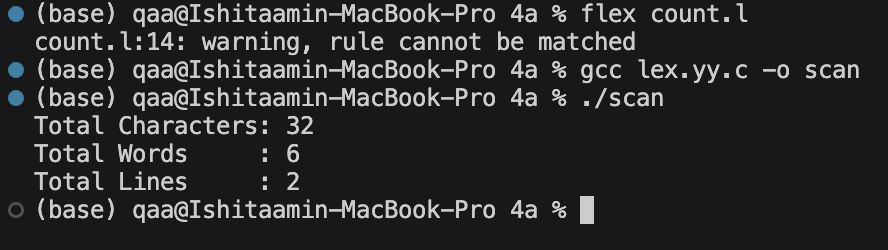 (base) qaa@Ishitaamin-MacBook-Pro 4a % flex count.l
count.l:14: warning, rule cannot be matched
(base) qaa@Ishitaamin-MacBook-Pro 4a % gcc lex.yy.c -o scan
(base) qaa@Ishitaamin-MacBook-Pro 4a % ./scan
Total Characters: 32
Total Words     : 6
Total Lines     : 2
(base) qaa@Ishitaamin-MacBook-Pro 4a %